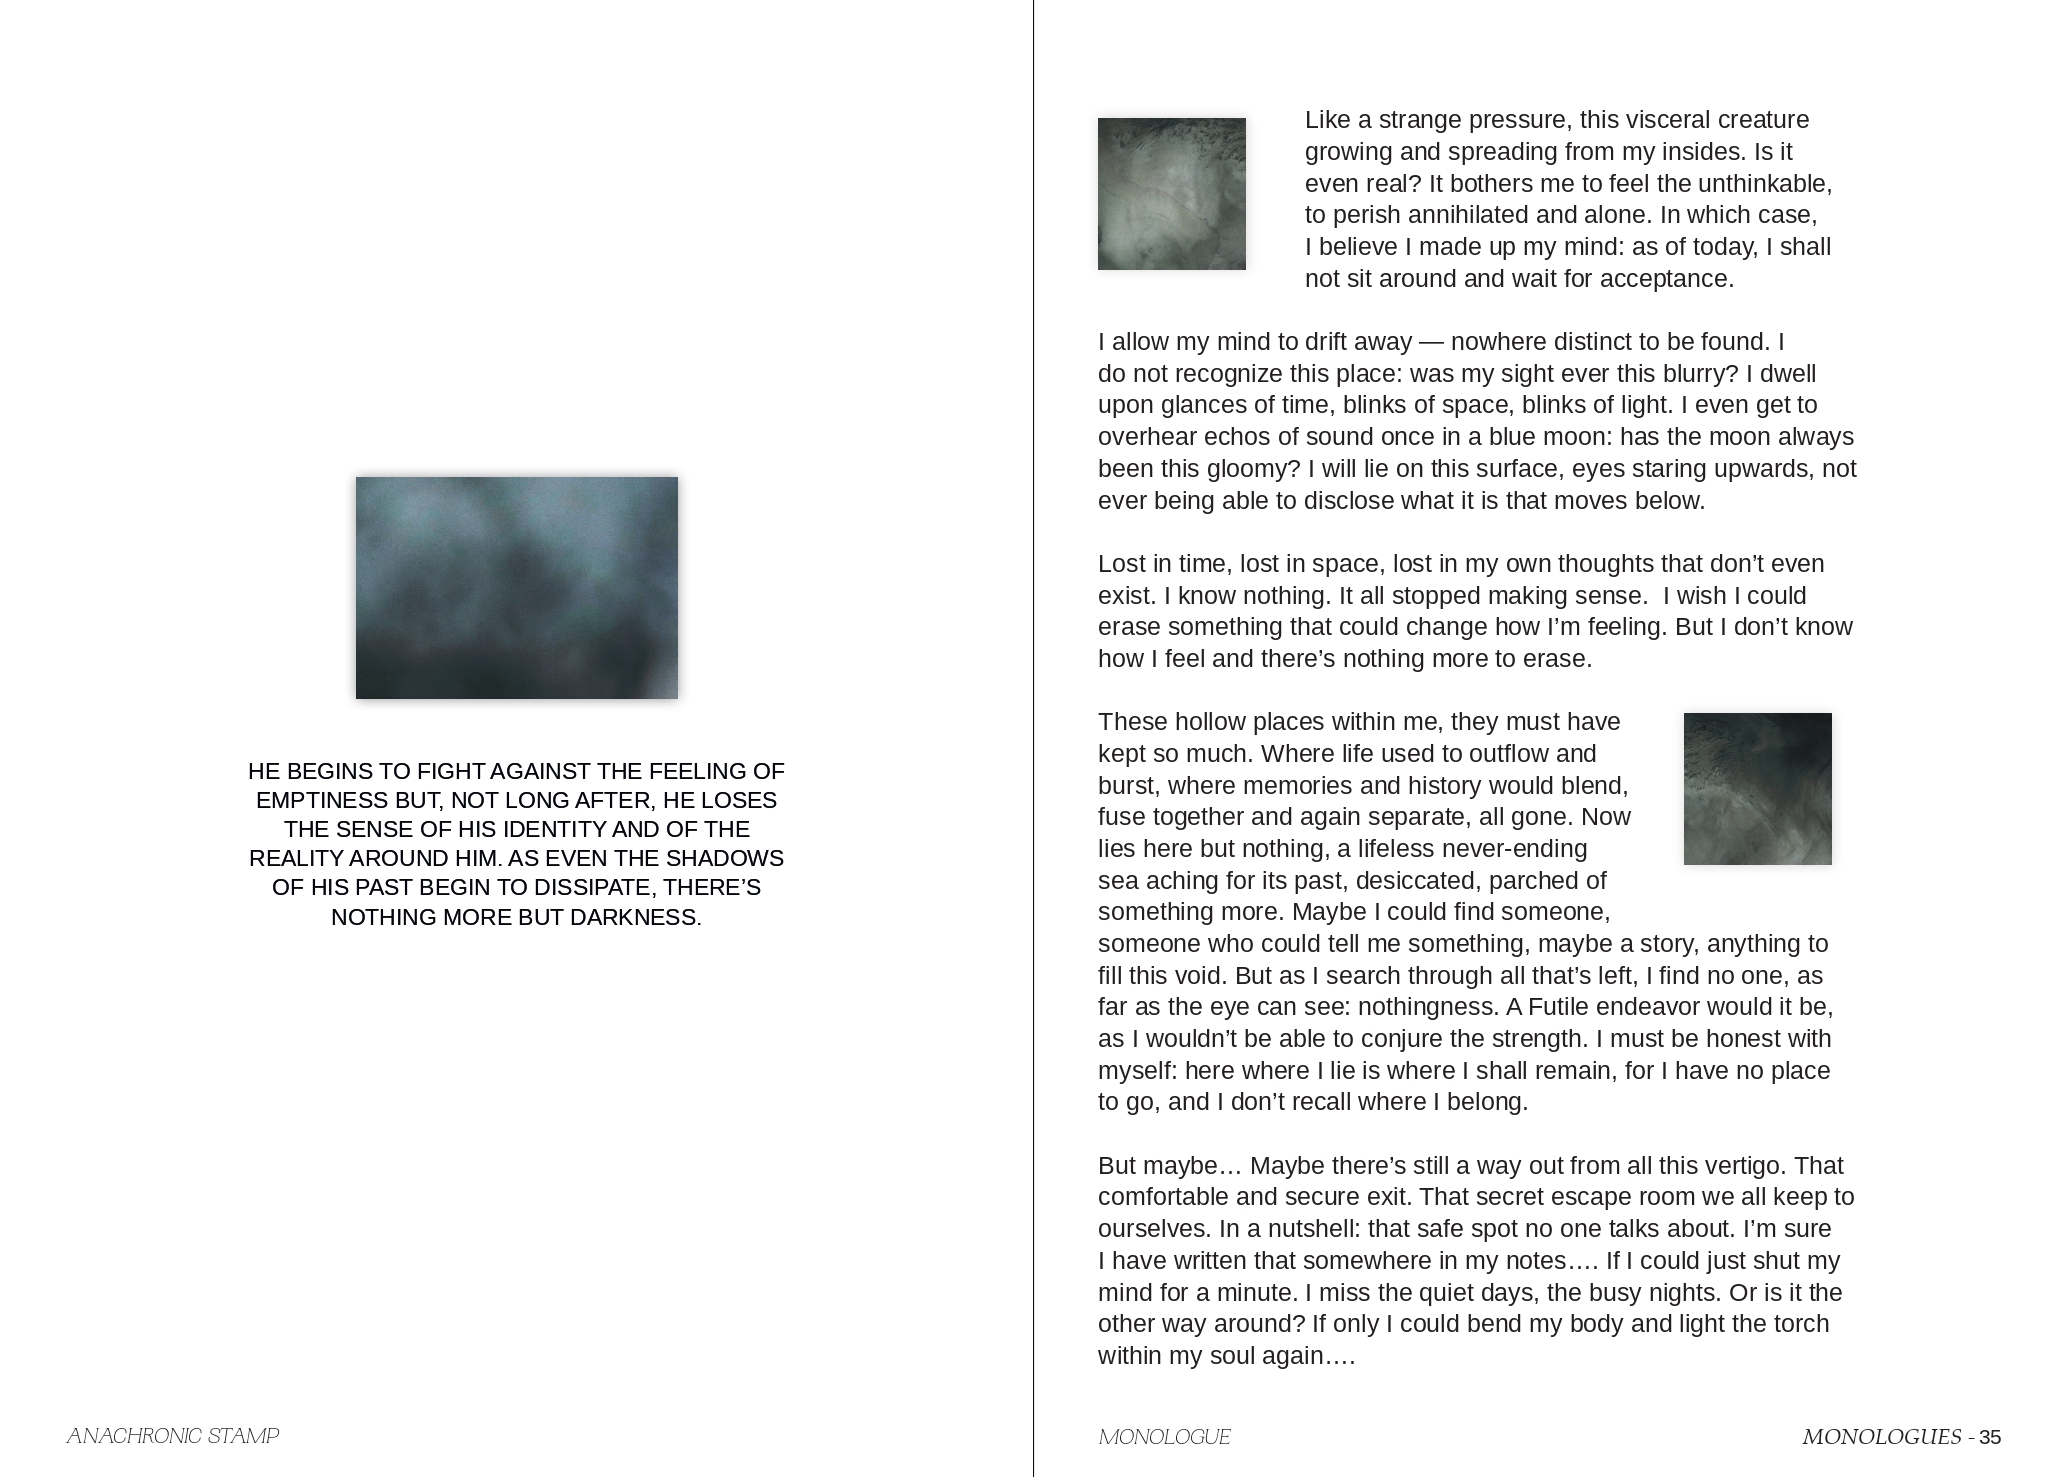 HE BEGINS TO FIGHT AGAINST THE FEELING OF
EMPTINESS BUT, NOT LONG AFTER, HE LOSES
THE SENSE OF HIS IDENTITY AND OF THE
REALITY AROUND HIM. AS EVEN THE SHADOWS
OF HIS PAST BEGIN TO DISSIPATE, THERE’S
NOTHING MORE BUT DARKNESS.
ANACHRONIC STAMP
Like a strange pressure, this visceral creature
growing and spreading from my insides. Is it
even real? It bothers me to feel the unthinkable,
to perish annihilated and alone. In which case,
I believe I made up my mind: as of today, I shall
not sit around and wait for acceptance.
I allow my mind to drift away — nowhere distinct to be found. I
do not recognize this place: was my sight ever this blurry? I dwell
upon glances of time, blinks of space, blinks of light. I even get to
overhear echos of sound once in a blue moon: has the moon always
been this gloomy? I will lie on this surface, eyes staring upwards, not
ever being able to disclose what it is that moves below.
Lost in time, lost in space, lost in my own thoughts that don’t even
exist. I know nothing. It all stopped making sense.  I wish I could
erase something that could change how I’m feeling. But I don’t know
how I feel and there’s nothing more to erase.
These hollow places within me, they must have
kept so much. Where life used to outflow and
burst, where memories and history would blend,
fuse together and again separate, all gone. Now
lies here but nothing, a lifeless never-ending
sea aching for its past, desiccated, parched of
something more. Maybe I could find someone,
someone who could tell me something, maybe a story, anything to
fill this void. But as I search through all that’s left, I find no one, as
far as the eye can see: nothingness. A Futile endeavor would it be,
as I wouldn’t be able to conjure the strength. I must be honest with
myself: here where I lie is where I shall remain, for I have no place
to go, and I don’t recall where I belong.
But maybe… Maybe there’s still a way out from all this vertigo. That
comfortable and secure exit. That secret escape room we all keep to
ourselves. In a nutshell: that safe spot no one talks about. I’m sure
I have written that somewhere in my notes…. If I could just shut my
mind for a minute. I miss the quiet days, the busy nights. Or is it the
other way around? If only I could bend my body and light the torch
within my soul again….
MONOLOGUE
MONOLOGUES - 35